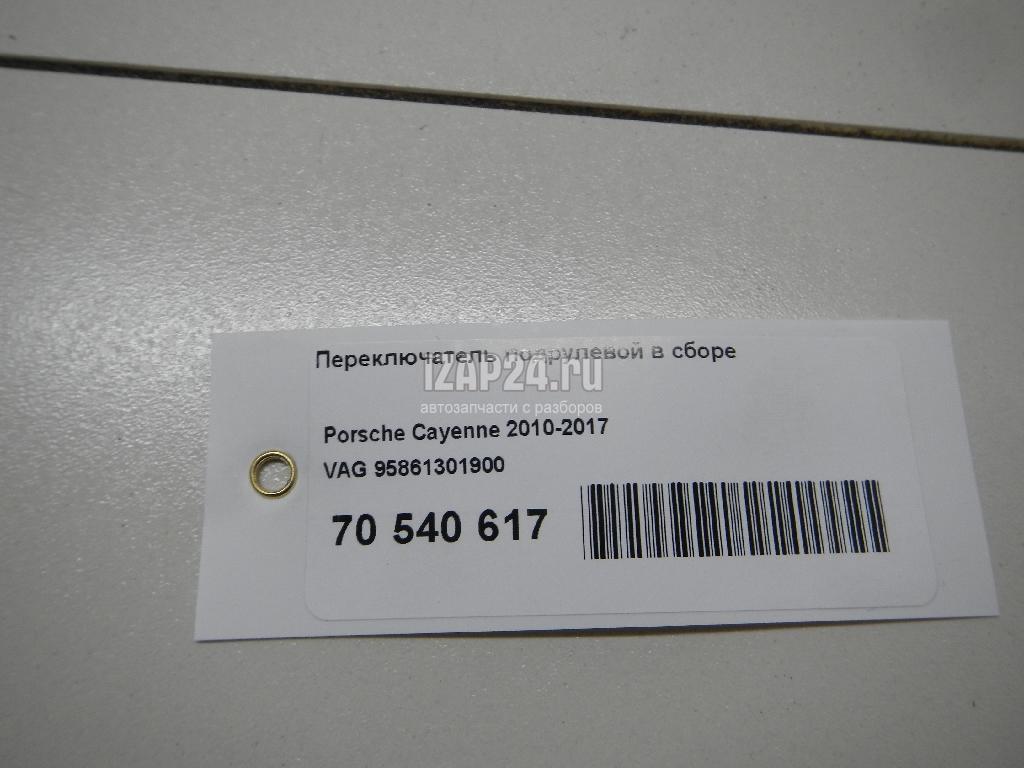 Переключатель подрулевой в сборе
IZAP24.ru
автозапчасти с разборов
Porsche Cayenne 2010-2017
VAG 95861301900
70 540 617